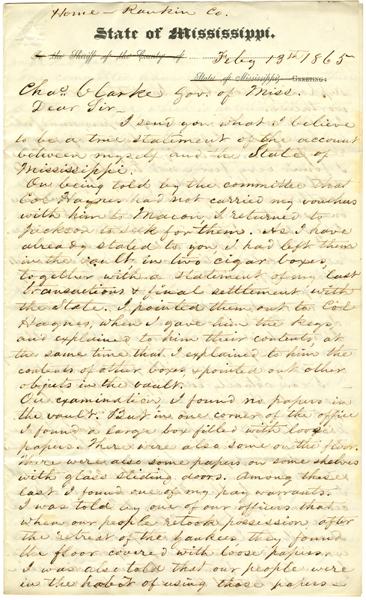 Home - Rankin Co.
State of Mississippi.
To the Sheriff of the County of Feby 13th 1865
State of Mississippi, GREETING:
Chas. Clarke Gov. of Miss.
Dear Sir_
I send you what I believe
to be a true statement of the account
between myself and the State of
Mississippi.
On being told by the committee that
Col Haynes had not carried my vouchers
with him to Macon, I returned to
Jackson to seek for them. As I have
already stated to you I had left them
in the vault in two cigar boxes,
together with a statement of my last
transactions & final settlement with
the State. I pointed them out to Col
Haynes, when I gave him the keys,
and explained to him their contents, at
the same time that I explained to him the
contents of other boxes & pointed out other
objects in the vault.
On examination, I found no papers in
the vault. But in one corner of the office
I found a large box filled with loose
papers. There were also some on the floor.
There were also some papers on some shelves
with glass sliding doors. Among these
last I found one of my pay warrants.
I was told by one of our officers that
when our people retook possession after
the retreat of the Yankees they found
the floor covered with loose papers.
I was also told that our people were
in the habit of using those papers